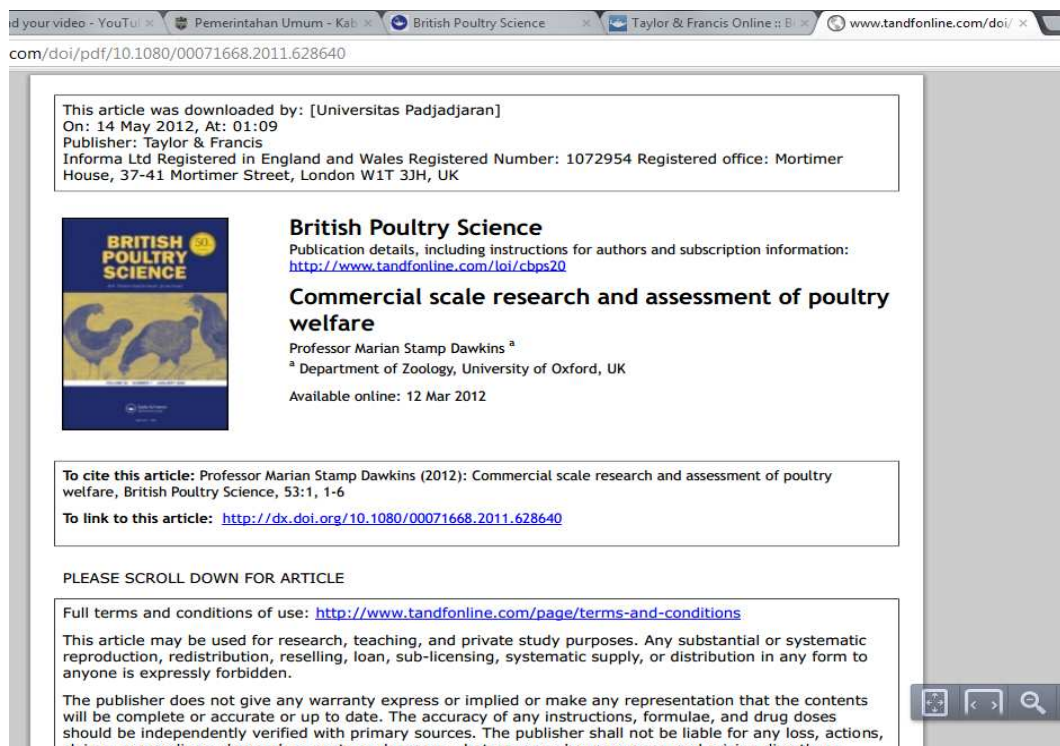 d your video - YouTu
Pemerintahan Umum - Kab
British Poultry Science
Taylor & Francis Online :: B
www.tandfonline.com/doi/
com/doi/pdf/10.1080/00071668.2011.628640
This article was downloaded by: [Universitas Padjadjaran]
On: 14 May 2012, At: 01:09
Publisher: Taylor & Francis
Informa Ltd Registered in England and Wales Registered Number: 1072954 Registered office: Mortimer
House, 37-41 Mortimer Street, London W1T 3JH, UK
BRITISH
POULTRY
SCIENCE
50
British Poultry Science
Publication details, including instructions for authors and subscription information:
http://www.tandfonline.com/loi/cbps20
Commercial scale research and assessment of poultry
welfare
Professor Marian Stamp Dawkins a
a Department of Zoology, University of Oxford, UK
Available online: 12 Mar 2012
To cite this article: Professor Marian Stamp Dawkins (2012): Commercial scale research and assessment of poultry
welfare, British Poultry Science, 53:1, 1-6
To link to this article: http://dx.doi.org/10.1080/00071668.2011.628640
PLEASE SCROLL DOWN FOR ARTICLE
Full terms and conditions of use: http://www.tandfonline.com/page/terms-and-conditions
This article may be used for research, teaching, and private study purposes. Any substantial or systematic
reproduction, redistribution, reselling, loan, sub-licensing, systematic supply, or distribution in any form to
anyone is expressly forbidden.
The publisher does not give any warranty express or implied or make any representation that the contents
will be complete or accurate or up to date. The accuracy of any instructions, formulae, and drug doses
should be independently verified with primary sources. The publisher shall not be liable for any loss, actions,